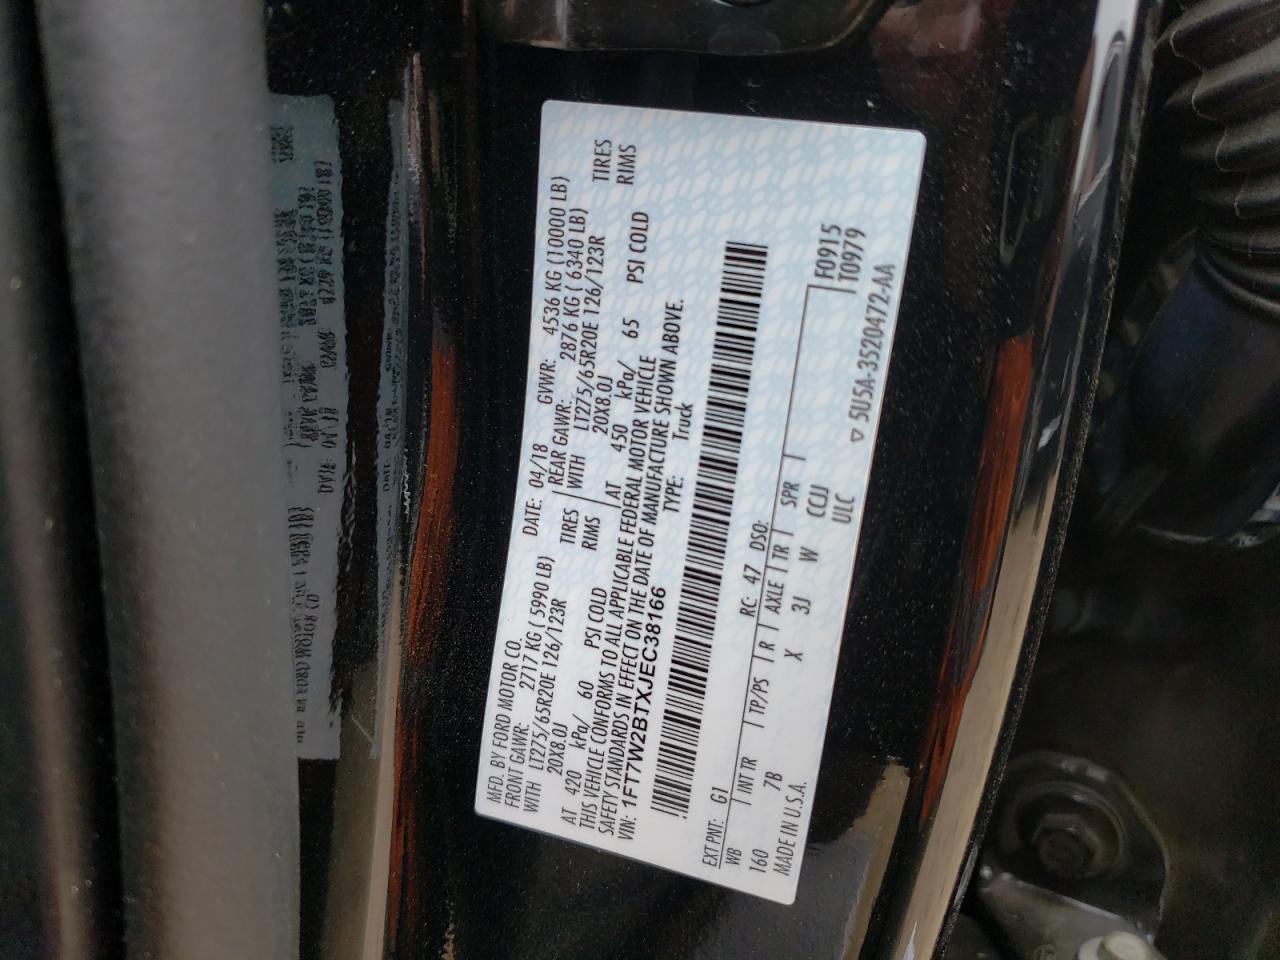 MFD. BY FORD MOTOR CO.
DATE: 04/18 GVWR: 4536 KG (10000 LB)
FRONT GAWR: 2717 KG ( 5990 LB) REAR GAWR: 2876 KG ( 6340 LB)
WITH LT275/65R20E 126/123R TIRES WITH LT275/65R20E 126/123R TIRES
20X8.0J RIMS 20X8.0J RIMS
AT 420 kPa/ 60 PSI COLD AT 450 kPa/ 65 PSI COLD
THIS VEHICLE CONFORMS TO ALL APPLICABLE FEDERAL MOTOR VEHICLE
SAFETY STANDARDS IN EFFECT ON THE DATE OF MANUFACTURE SHOWN ABOVE.
VIN: 1FT7W2BTXJEC38166 TYPE: Truck
EXT PNT: G1 RC: 47 DSO:
WB INT TR TP/PS R AXLE TR SPR F0915
T0979
160 7B X 3J W CCJJ
ULC
MADE IN U.S.A. ▽ 5U5A-3520472-AA